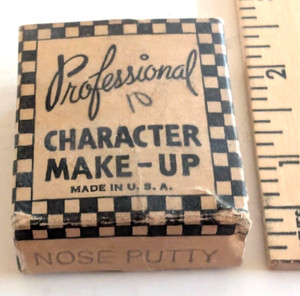 Professional
10
CHARACTER
MAKE-UP
MADE IN U.S.A.
NOSE PUTTY
2
1